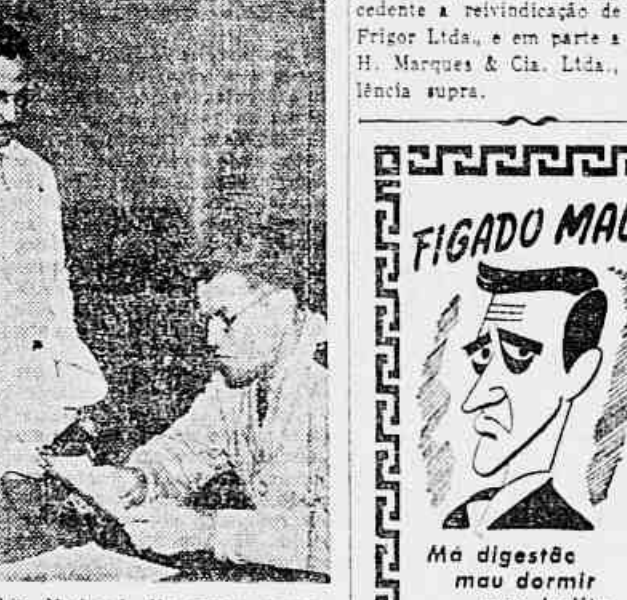 cedente a reivindicação de
Frigor Ltda., e em parte a
H. Marques & Cia. Ltda.,
lência supra.
FIGADO MAU
Má digestão
mau dormir